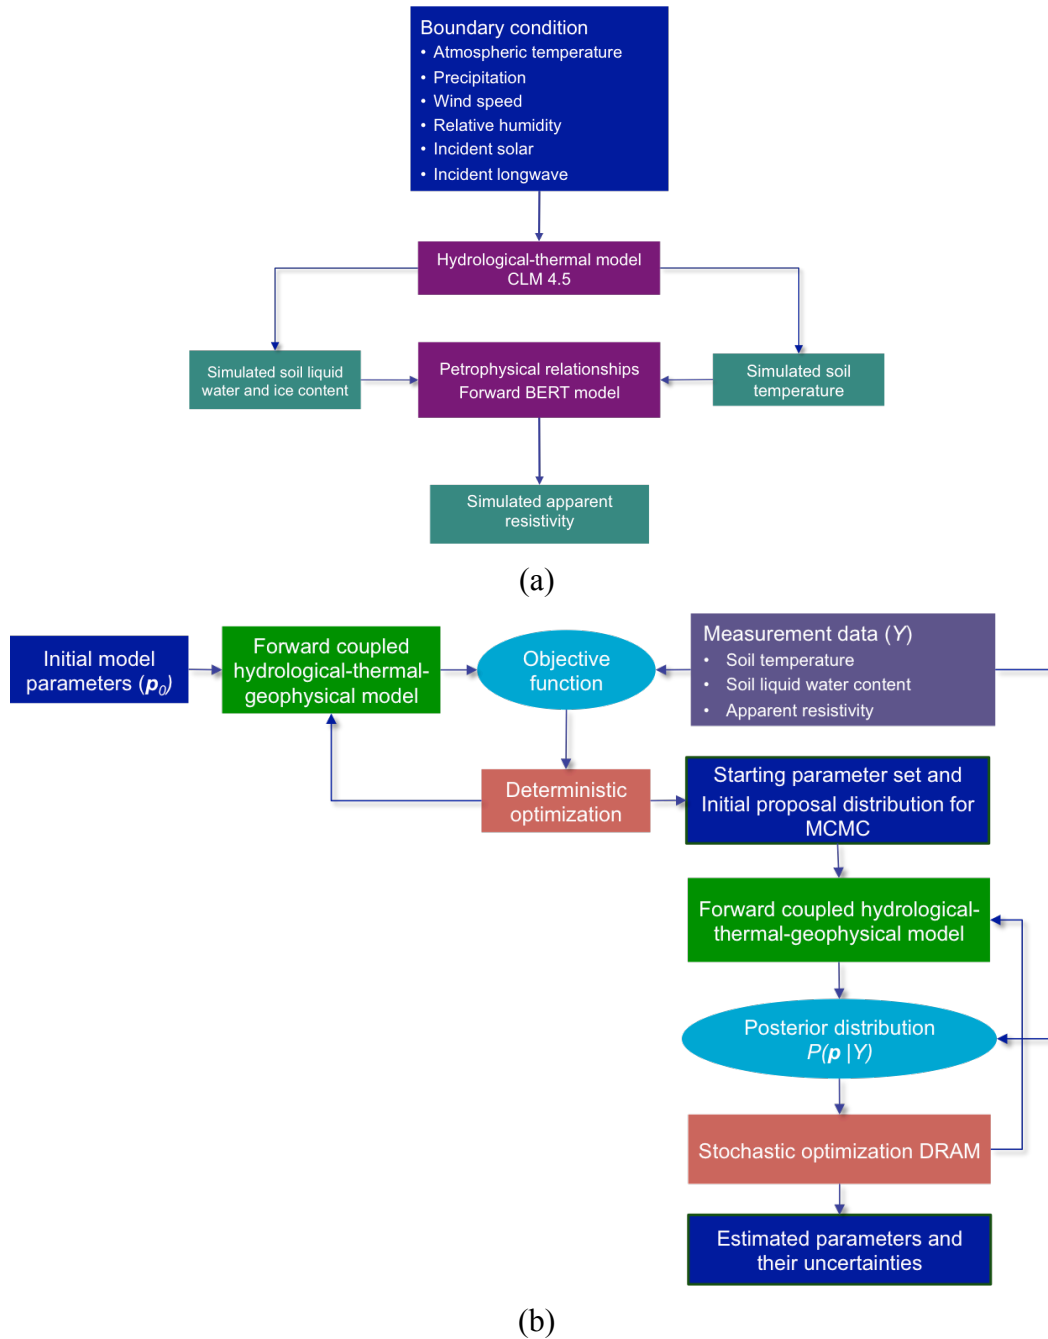 Boundary condition
• Atmospheric temperature
• Precipitation
• Wind speed
• Relative humidity
• Incident solar
• Incident longwave
Hydrological-thermal model
CLM 4.5
Simulated soil liquid
water and ice content
Petrophysical relationships
Forward BERT model
Simulated soil
temperature
Simulated apparent
resistivity
(a)
Initial model
parameters (p0)
Forward coupled
hydrological-thermal-
geophysical model
Objective
function
Measurement data (Y)
• Soil temperature
• Soil liquid water content
• Apparent resistivity
Deterministic
optimization
Starting parameter set and
Initial proposal distribution for
MCMC
Forward coupled hydrological-
thermal-geophysical model
Posterior distribution
P(p |Y)
Stochastic optimization DRAM
Estimated parameters and
their uncertainties
(b)